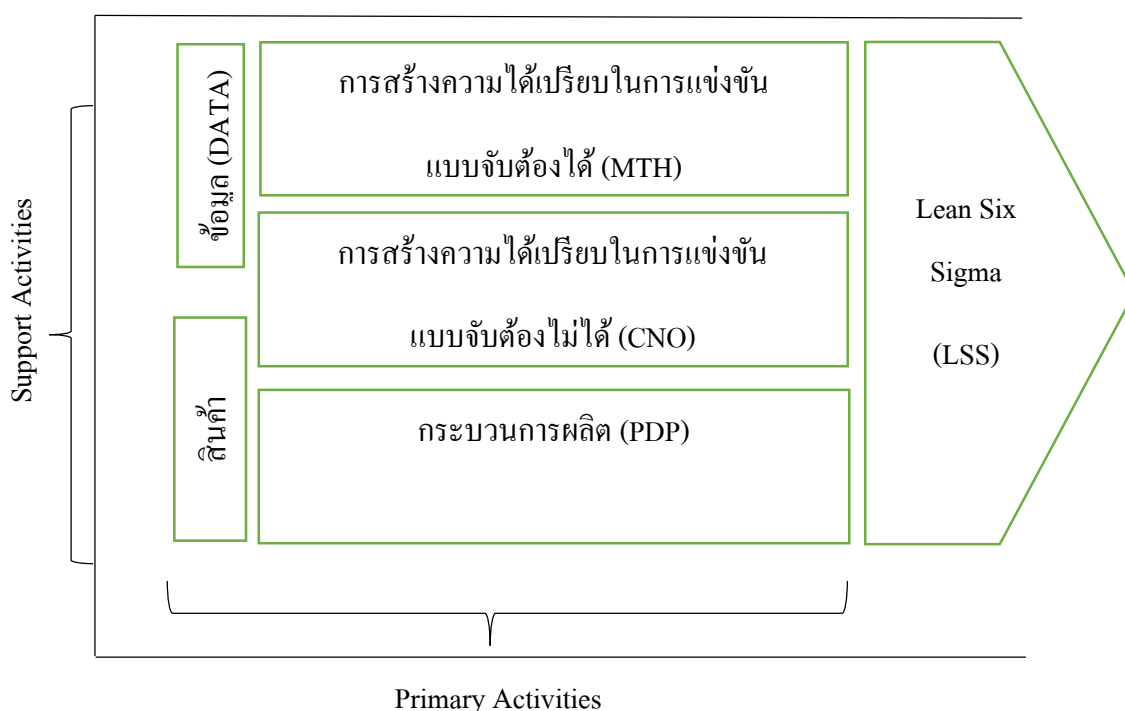 Support Activities
ข้อมูล (DATA)
สินค้า
การสร้างความได้เปรียบในการแข่งขัน
แบบจับต้องได้ (MTH)
การสร้างความได้เปรียบในการแข่งขัน
แบบจับต้องไม่ได้ (CNO)
กระบวนการผลิต (PDP)
Lean Six
Sigma
(LSS)
Primary Activities